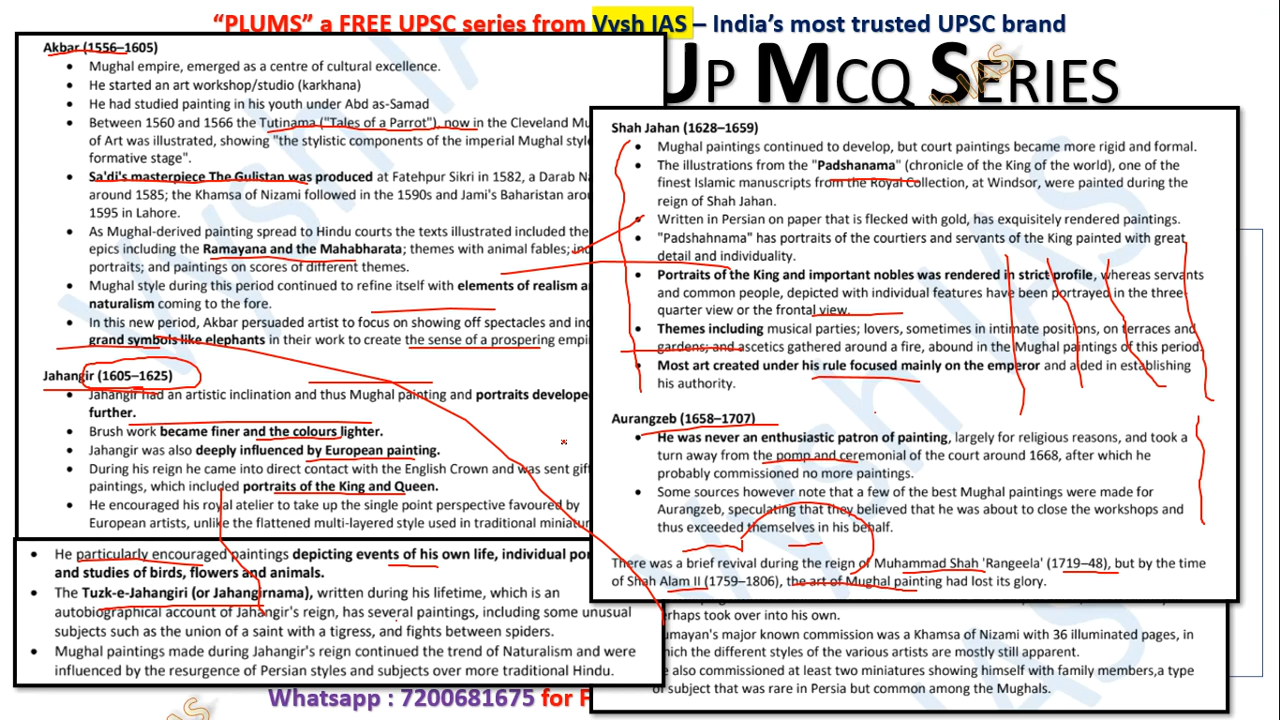 “PLUMS” a FREE UPSC series from Vysh IAS – India’s most trusted UPSC brand
Up MCQ SERIES
Akbar (1556–1605)
• Mughal empire, emerged as a centre of cultural excellence.
• He started an art workshop/studio (karkhana)
• He had studied painting in his youth under Abd as-Samad
• Between 1560 and 1566 the Tutinama ("Tales of a Parrot"), now in the Cleveland Mu
of Art was illustrated, showing "the stylistic components of the imperial Mughal style
formative stage".
• Sa'di's masterpiece The Gulistan was produced at Fatehpur Sikri in 1582, a Darab Na
around 1585; the Khamsa of Nizami followed in the 1590s and Jami's Baharistan arou
1595 in Lahore.
• As Mughal-derived painting spread to Hindu courts the texts illustrated included the
epics including the Ramayana and the Mahabharata; themes with animal fables; ind
portraits; and paintings on scores of different themes.
• Mughal style during this period continued to refine itself with elements of realism an
naturalism coming to the fore.
• In this new period, Akbar persuaded artist to focus on showing off spectacles and inc
grand symbols like elephants in their work to create the sense of a prospering empi
Jahangir (1605–1625)
• Jahangir had an artistic inclination and thus Mughal painting and portraits develope
further.
• Brush work became finer and the colours lighter.
• Jahangir was also deeply influenced by European painting.
• During his reign he came into direct contact with the English Crown and was sent gif
paintings, which included portraits of the King and Queen.
• He encouraged his royal atelier to take up the single point perspective favoured by
European artists, unlike the flattened multi-layered style used in traditional miniatur
• He particularly encouraged paintings depicting events of his own life, individual por
and studies of birds, flowers and animals.
• The Tuzk-e-Jahangiri (or Jahangirnama), written during his lifetime, which is an
autobiographical account of Jahangir's reign, has several paintings, including some unusual
subjects such as the union of a saint with a tigress, and fights between spiders.
• Mughal paintings made during Jahangir's reign continued the trend of Naturalism and were
influenced by the resurgence of Persian styles and subjects over more traditional Hindu.
Shah Jahan (1628–1659)
• Mughal paintings continued to develop, but court paintings became more rigid and formal.
• The illustrations from the "Padshanama" (chronicle of the King of the world), one of the
finest Islamic manuscripts from the Royal Collection, at Windsor, were painted during the
reign of Shah Jahan.
• Written in Persian on paper that is flecked with gold, has exquisitely rendered paintings.
• "Padshahnama" has portraits of the courtiers and servants of the King painted with great
detail and individuality.
• Portraits of the King and important nobles was rendered in strict profile, whereas servants
and common people, depicted with individual features have been portrayed in the three-
quarter view or the frontal view.
• Themes including musical parties; lovers, sometimes in intimate positions, on terraces and
gardens; and ascetics gathered around a fire, abound in the Mughal paintings of this period.
• Most art created under his rule focused mainly on the emperor and aided in establishing
his authority.
Aurangzeb (1658–1707)
• He was never an enthusiastic patron of painting, largely for religious reasons, and took a
turn away from the pomp and ceremonial of the court around 1668, after which he
probably commissioned no more paintings.
• Some sources however note that a few of the best Mughal paintings were made for
Aurangzeb, speculating that they believed that he was about to close the workshops and
thus exceeded themselves in his behalf.
There was a brief revival during the reign of Muhammad Shah 'Rangeela' (1719–48), but by the time
of Shah Alam II (1759–1806), the art of Mughal painting had lost its glory.
erhaps took over into his own.
umayan's major known commission was a Khamsa of Nizami with 36 illuminated pages, in
hich the different styles of the various artists are mostly still apparent.
e also commissioned at least two miniatures showing himself with family members,a type
of subject that was rare in Persia but common among the Mughals.
Whatsapp : 7200681675 for F